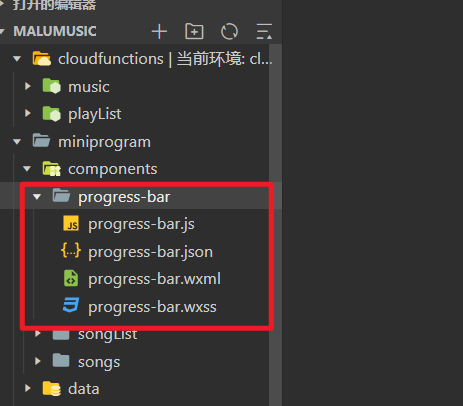 打开的编辑器
MALUMUSIC
cloudfunctions | 当前环境: cl...
music
playList
miniprogram
components
progress-bar
JS progress-bar.js
{..} progress-bar.json
progress-bar.wxml
progress-bar.wxss
songList
songs
data